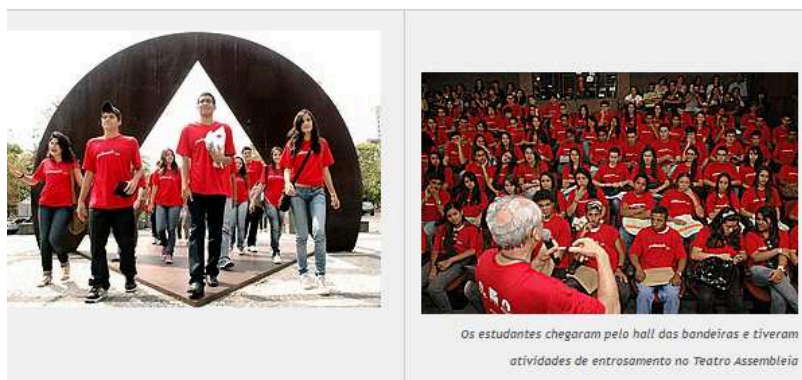 Os estudantes chegaram pelo hall das bandeiras e tiveram
atividades de entrosamento no Teatro Assembleia